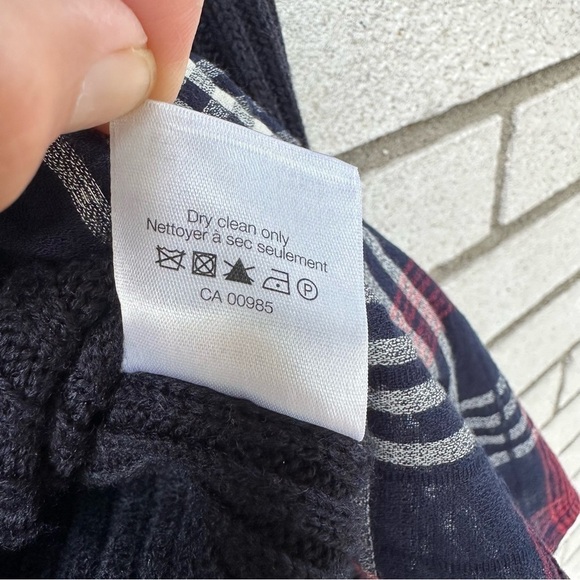 Dry clean only
Nettoyer à sec seulement
P
CA 00985